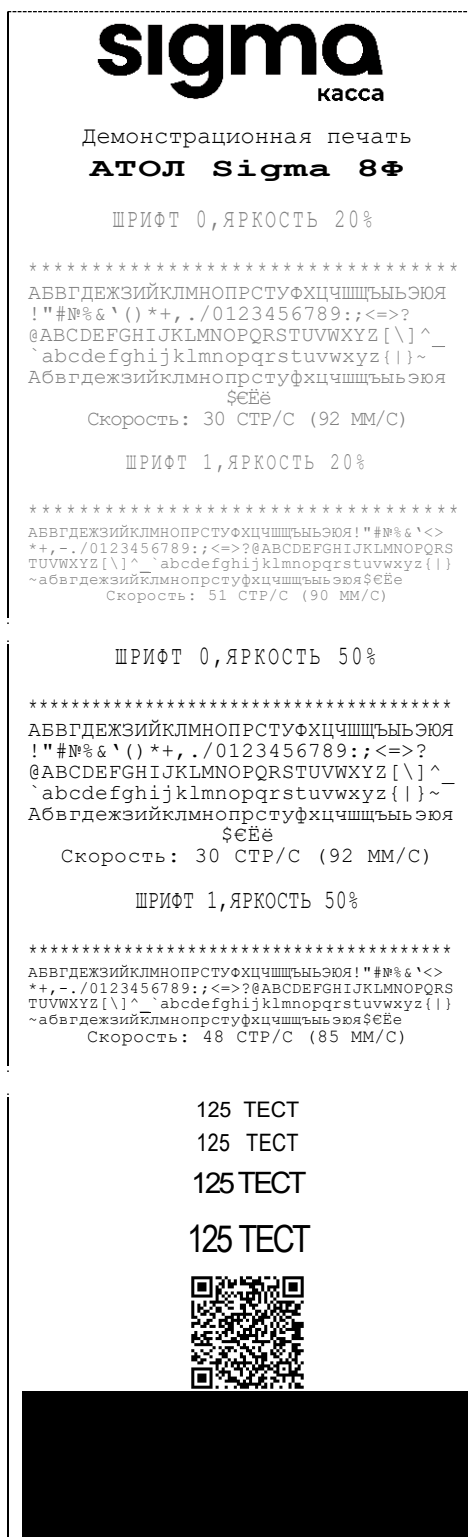 sigma
касса
Демонстрационная печать
АТОЛ Sigma 8Ф
ШРИФТ 0,ЯРКОСТЬ 20%
**********************************
АБВГДЕЖЗИЙКЛМНОПРСТУФХЦЧШЩЪЫЬЭЮЯ
!"#№%&`()*+,./0123456789:;<=>?
@ABCDEFGHIJKLMNOPQRSTUVWXYZ[\]^_
`abcdefghijklmnopqrstuvwxyz{|}~
Абвгдежзийклмнопрстуфхцчшщъыьэюя
$€Ёё
Скорость: 30 СТР/С (92 ММ/С)
ШРИФТ 1,ЯРКОСТЬ 20%
**********************************
АБВГДЕЖЗИЙКЛМНОПРСТУФХЦЧШЩЪЫЬЭЮЯ!"#№%&`<>
*+,-./0123456789:;<=>?@ABCDEFGHIJKLMNOPQRS
TUVWXYZ[\]^_`abcdefghijklmnopqrstuvwxyz{|}
~абвгдежзийклмнопрстуфхцчшщъыьэюя$€Ёе
Скорость: 51 СТР/С (90 ММ/С)
ШРИФТ 0,ЯРКОСТЬ 50%
****************************************
АБВГДЕЖЗИЙКЛМНОПРСТУФХЦЧШЩЪЫЬЭЮЯ
!"#№%&`()*+,./0123456789:;<=>?
@ABCDEFGHIJKLMNOPQRSTUVWXYZ[\]^_
`abcdefghijklmnopqrstuvwxyz{|}~
Абвгдежзийклмнопрстуфхцчшщъыьэюя
$€Ёё
Скорость: 30 СТР/С (92 ММ/С)
ШРИФТ 1,ЯРКОСТЬ 50%
****************************************
АБВГДЕЖЗИЙКЛМНОПРСТУФХЦЧШЩЪЫЬЭЮЯ!"#№%&`<>
*+,-./0123456789:;<=>?@ABCDEFGHIJKLMNOPQRS
TUVWXYZ[\]^_`abcdefghijklmnopqrstuvwxyz{|}
~абвгдежзийклмнопрстуфхцчшщъыьэюя$€Ёе
Скорость: 48 СТР/С (85 ММ/С)
125 ТЕСТ
125 ТЕСТ
125 ТЕСТ
125 ТЕСТ